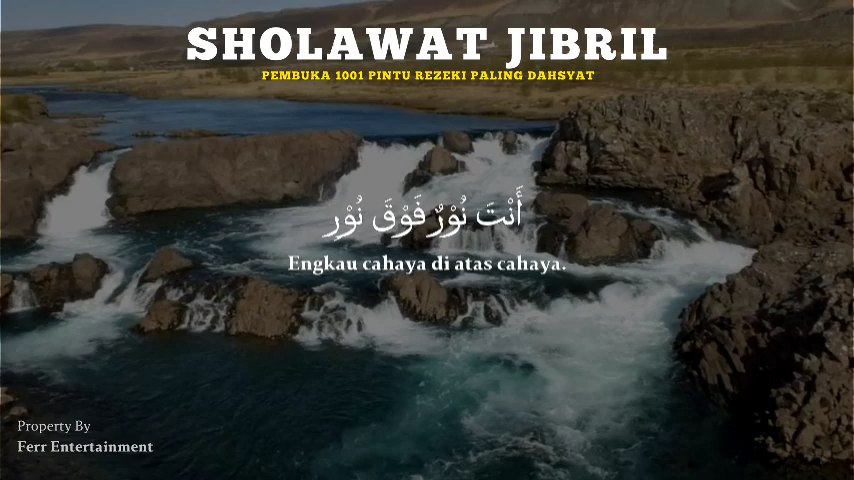 SHOLAWAT JIBRIL
PEMBUKA 1001 PINTU REZEKI PALING DAHSYAT
أَنْتَ نُوْرٌ فَوْقَ نُوْرِ
Engkau cahaya di atas cahaya.
Property By
Ferr Entertainment